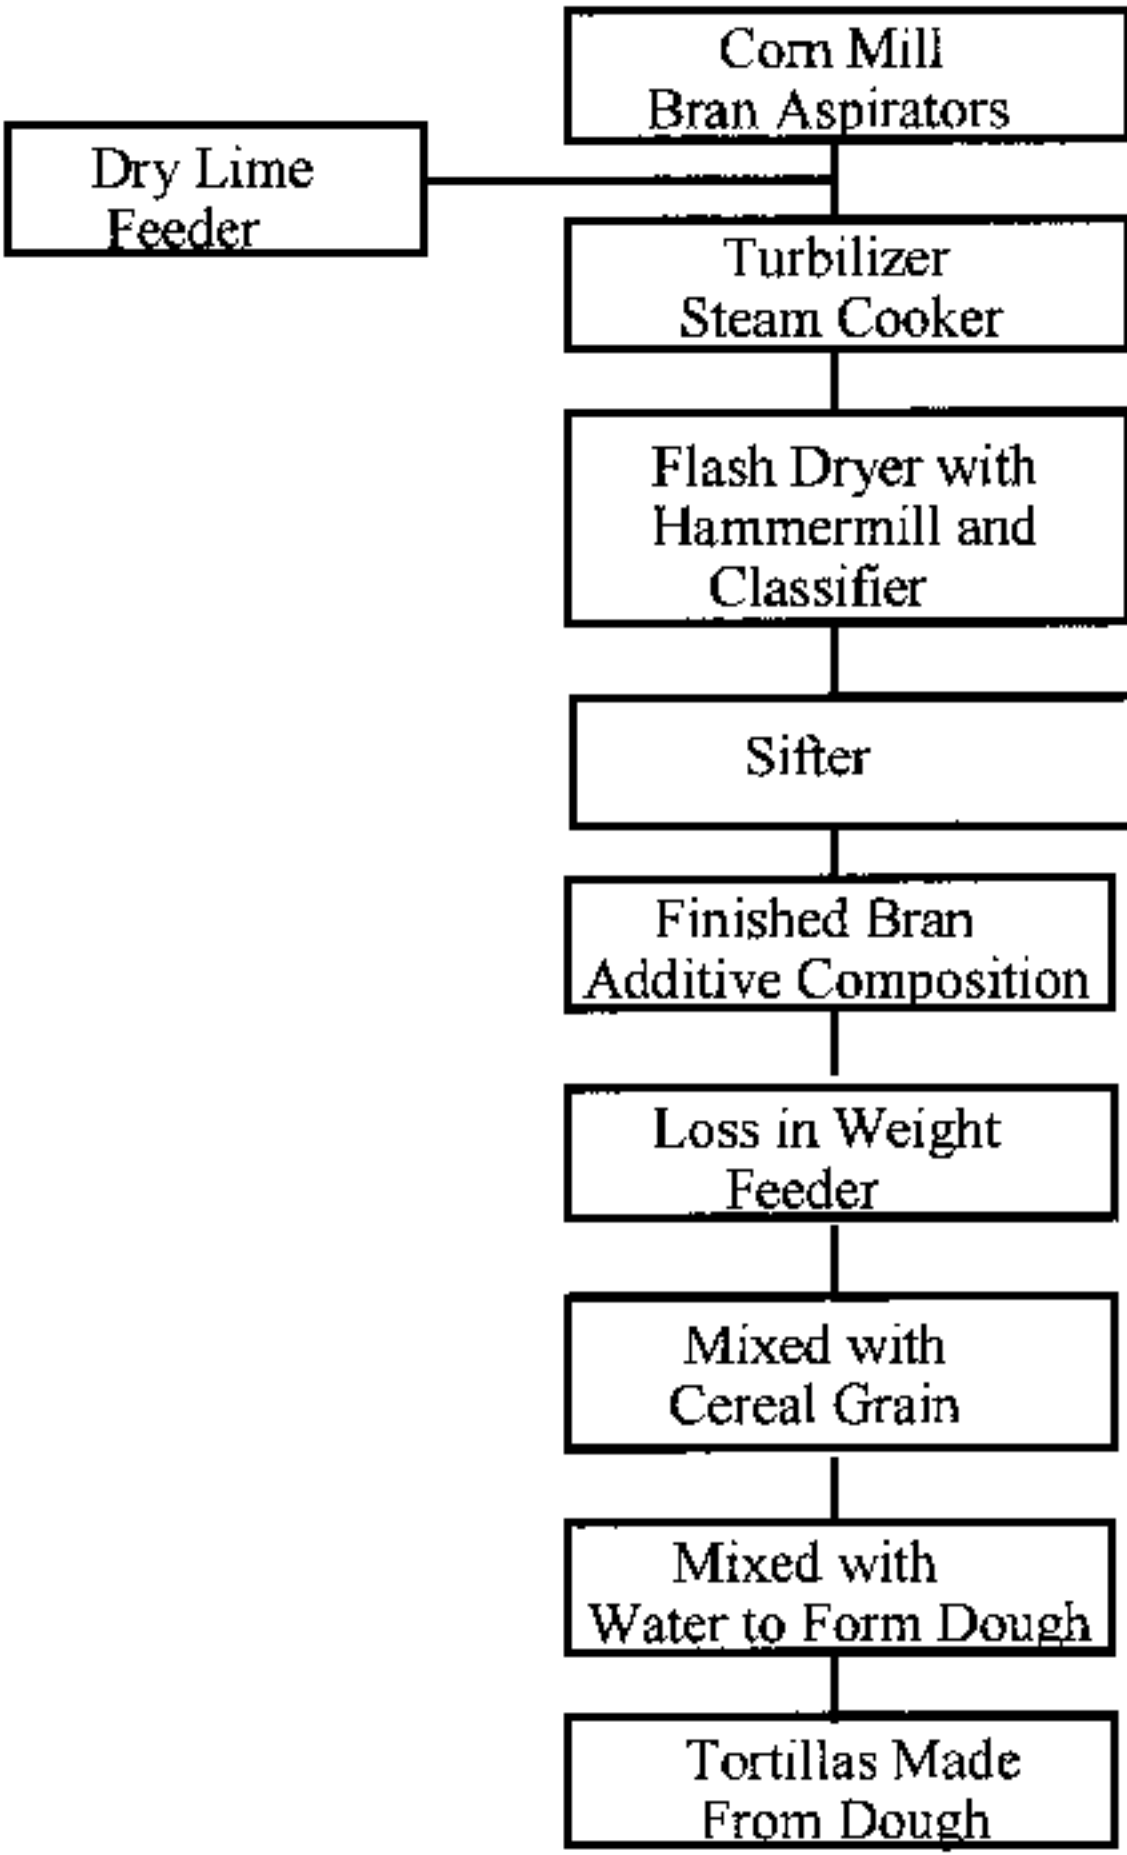 Corn Mill
Bran Aspirators
Dry Lime
Feeder
Turbilizer
Steam Cooker
Flash Dryer with
Hammermill and
Classifier
Sifter
Finished Bran
Additive Composition
Loss in Weight
Feeder
Mixed with
Cereal Grain
Mixed with
Water to Form Dough
Tortillas Made
From Dough